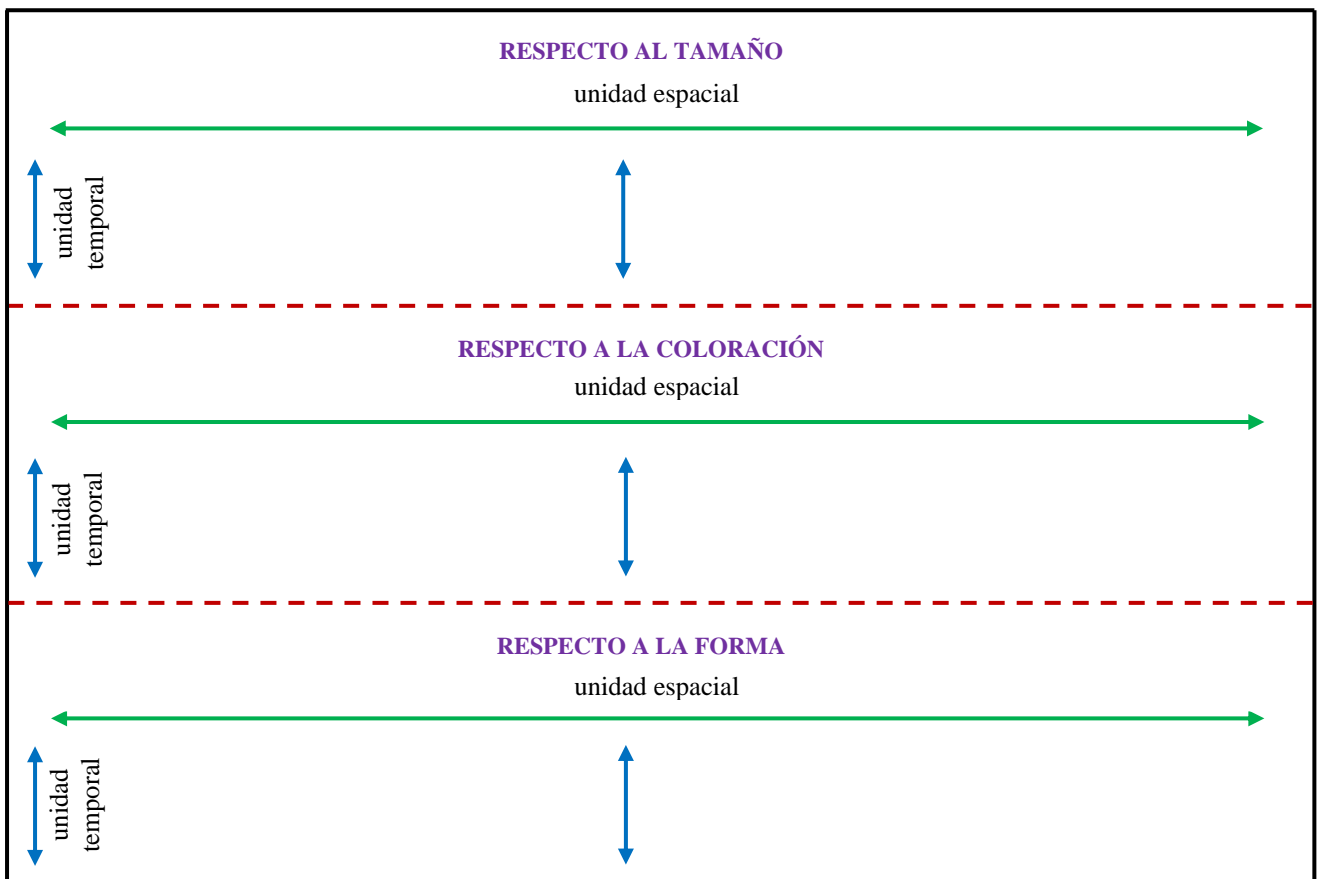 RESPECTO AL TAMAÑO
unidad espacial
unidad
temporal
RESPECTO A LA COLORACIÓN
unidad espacial
unidad
temporal
RESPECTO A LA FORMA
unidad espacial
unidad
temporal